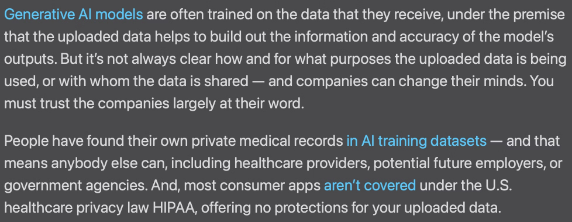 Generative AI models are often trained on the data that they receive, under the premise
that the uploaded data helps to build out the information and accuracy of the model's
outputs. But it's not always clear how and for what purposes the uploaded data is being
used, or with whom the data is shared — and companies can change their minds. You
must trust the companies largely at their word.
People have found their own private medical records in AI training datasets — and that
means anybody else can, including healthcare providers, potential future employers, or
government agencies. And, most consumer apps aren't covered under the U.S.
healthcare privacy law HIPAA, offering no protections for your uploaded data.